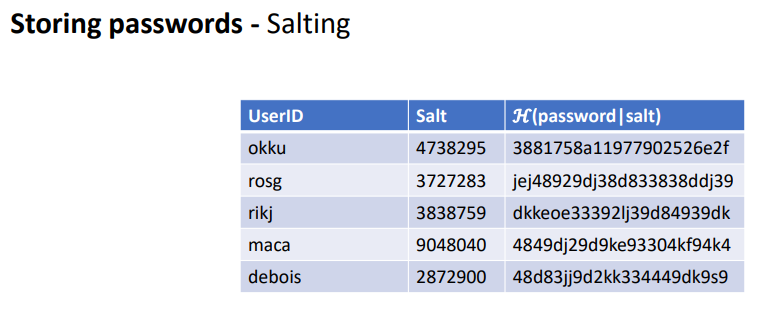 Storing passwords - Salting
UserID Salt ℋ(password|salt)
okku 4738295 3881758a11977902526e2f
rosg 3727283 jej48929dj38d833838ddj39
rikj 3838759 dkkeoe33392lj39d84939dk
maca 9048040 4849dj29d9ke93304kf94k4
debois 2872900 48d83jj9d2kk334449dk9s9